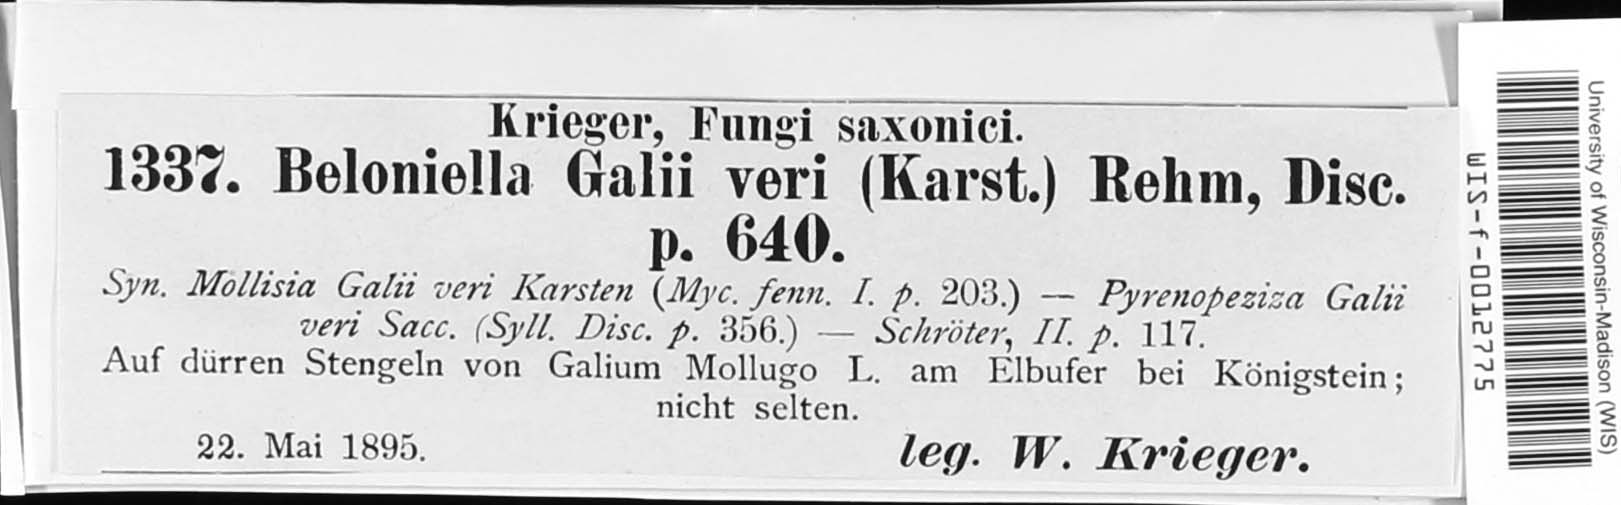 Krieger, Fungi saxonici.
1337. Beloniella Galii veri (Karst.) Rehm, Disc.
p. 640.
Syn. Mollisia Galii veri Karsten (Myc. fenn. I. p. 203.) — Pyrenopeziza Galii
veri Sacc. (Syll. Disc. p. 356.) — Schröter, II. p. 117.
Auf dürren Stengeln von Galium Mollugo L. am Elbufer bei Königstein;
nicht selten.
22. Mai 1895.
leg. W. Krieger.
WIS-f-0012775
University of Wisconsin-Madison (WIS)